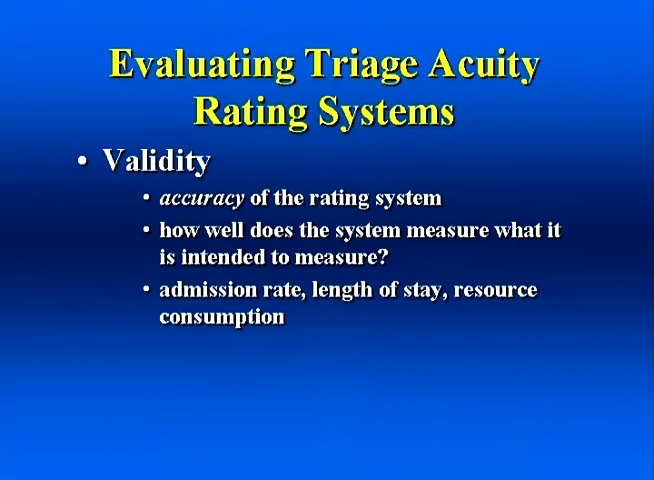 Evaluating Triage Acuity
Rating Systems
• Validity
• accuracy of the rating system
• how well does the system measure what it
is intended to measure?
• admission rate, length of stay, resource
consumption